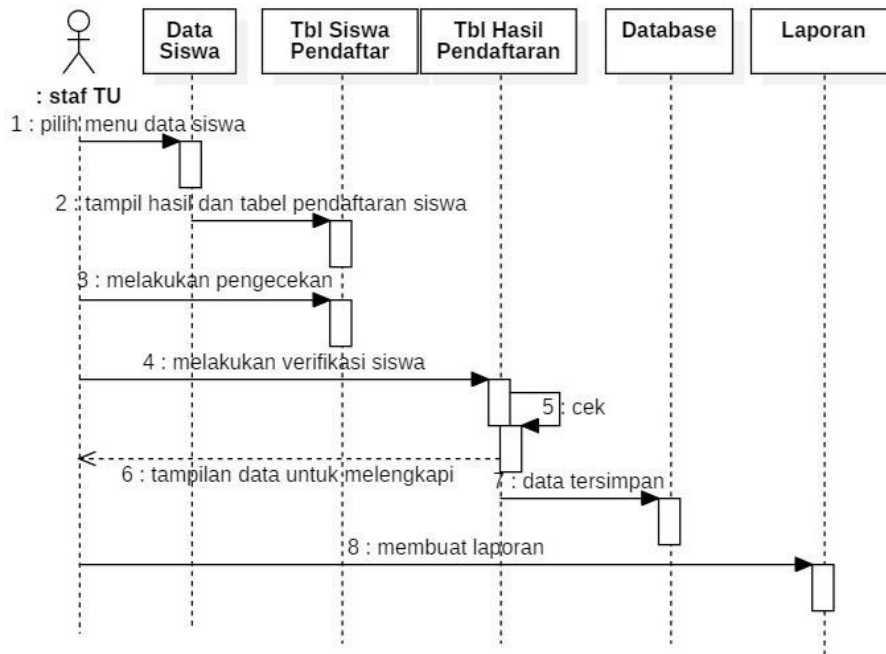 Data
Siswa
Tbl Siswa
Pendaftar
Tbl Hasil
Pendaftaran
Database
Laporan
: staf TU
1 : pilih menu data siswa
2 : tampil hasil dan tabel pendaftaran siswa
3 : melakukan pengecekan
4 : melakukan verifikasi siswa
5 : cek
6 : tampilan data untuk melengkapi
7 : data tersimpan
8 : membuat laporan